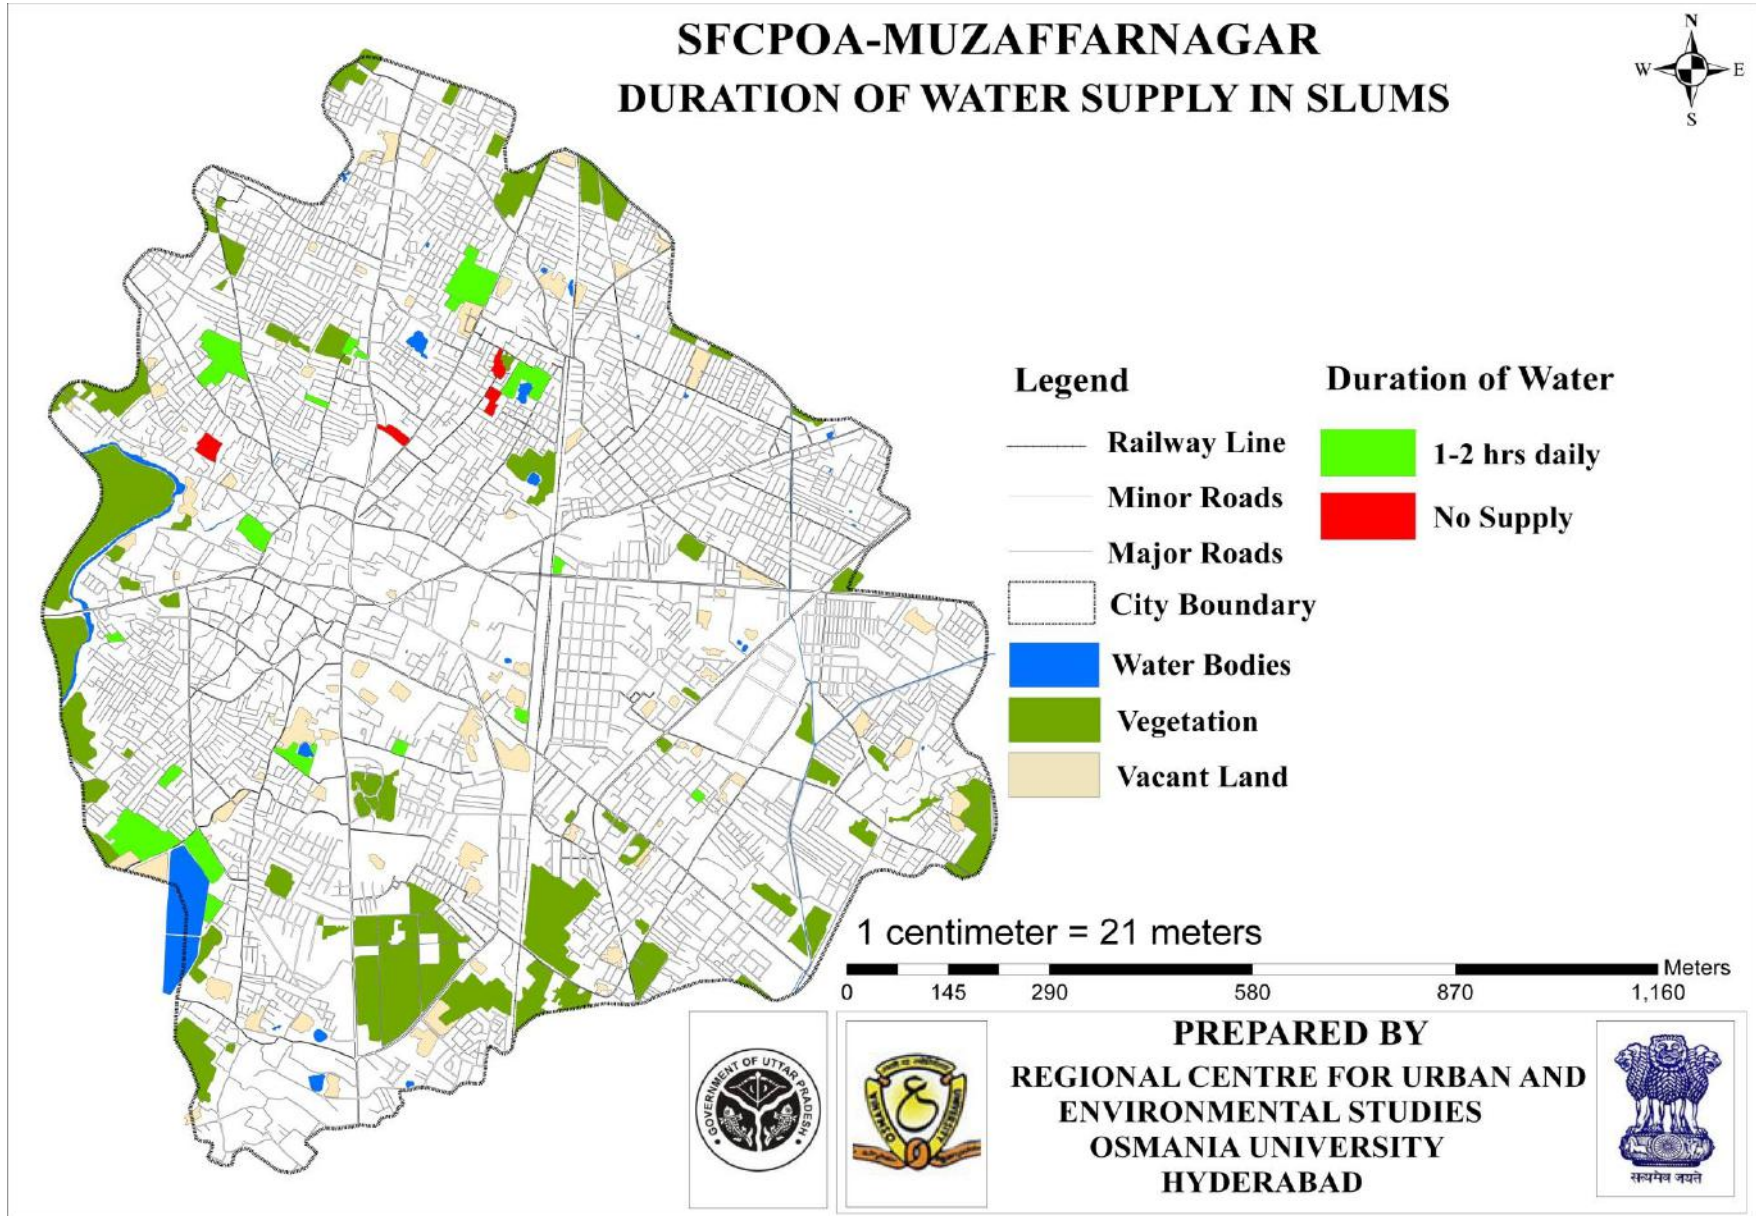 SFCPOA-MUZAFFARNAGAR
DURATION OF WATER SUPPLY IN SLUMS
N
W E
S
Legend
Railway Line
Minor Roads
Major Roads
City Boundary
Water Bodies
Vegetation
Vacant Land
Duration of Water
1-2 hrs daily
No Supply
1 centimeter = 21 meters
Meters
0 145 290 580 870 1,160
GOVERNMENT OF UTTAR PRADESH
OSMANIA UNIVERSITY
PREPARED BY
REGIONAL CENTRE FOR URBAN AND
ENVIRONMENTAL STUDIES
OSMANIA UNIVERSITY
HYDERABAD
सत्यमेव जयते